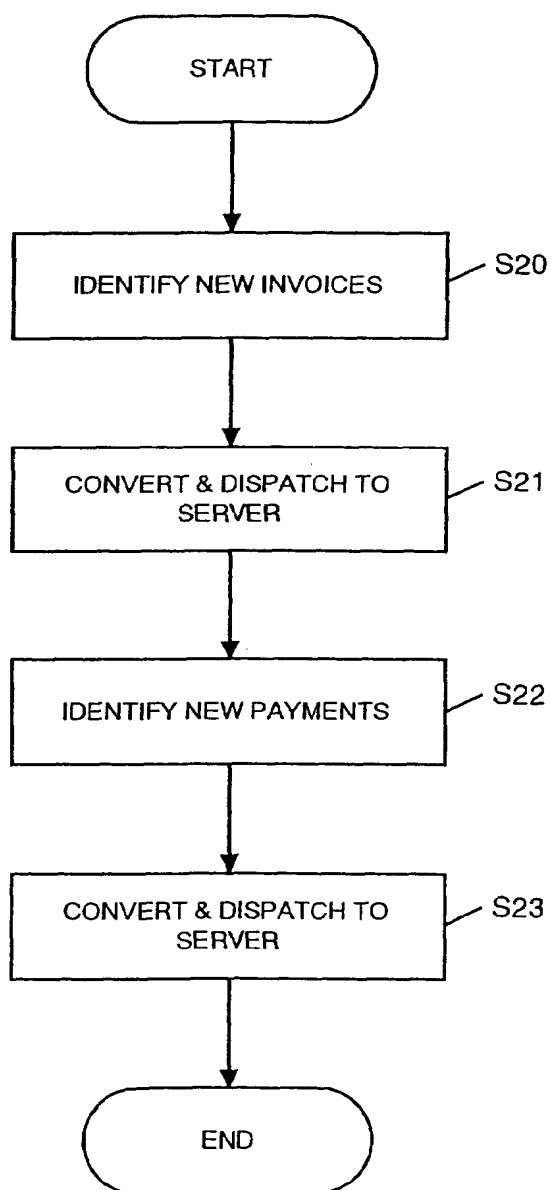 START
IDENTIFY NEW INVOICES
S20
CONVERT & DISPATCH TO
SERVER
S21
IDENTIFY NEW PAYMENTS
S22
CONVERT & DISPATCH TO
SERVER
S23
END